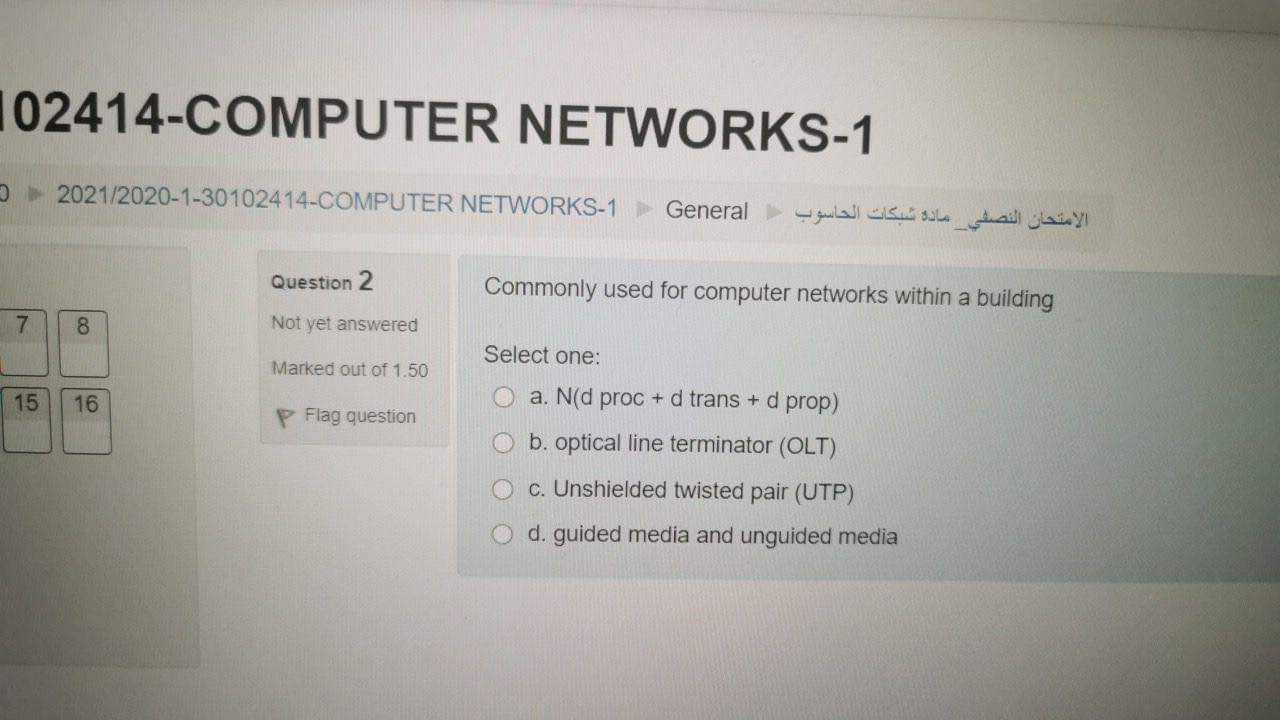 102414-COMPUTER NETWORKS-1
2021/2020-1-30102414-COMPUTER NETWORKS-1 General الامتحان النصفي_ مادة شبكات الحاسوب
7 8
15 16
Question 2
Not yet answered
Marked out of 1.50
Flag question
Commonly used for computer networks within a building
Select one:
a. N(d proc + d trans + d prop)
b. optical line terminator (OLT)
c. Unshielded twisted pair (UTP)
d. guided media and unguided media